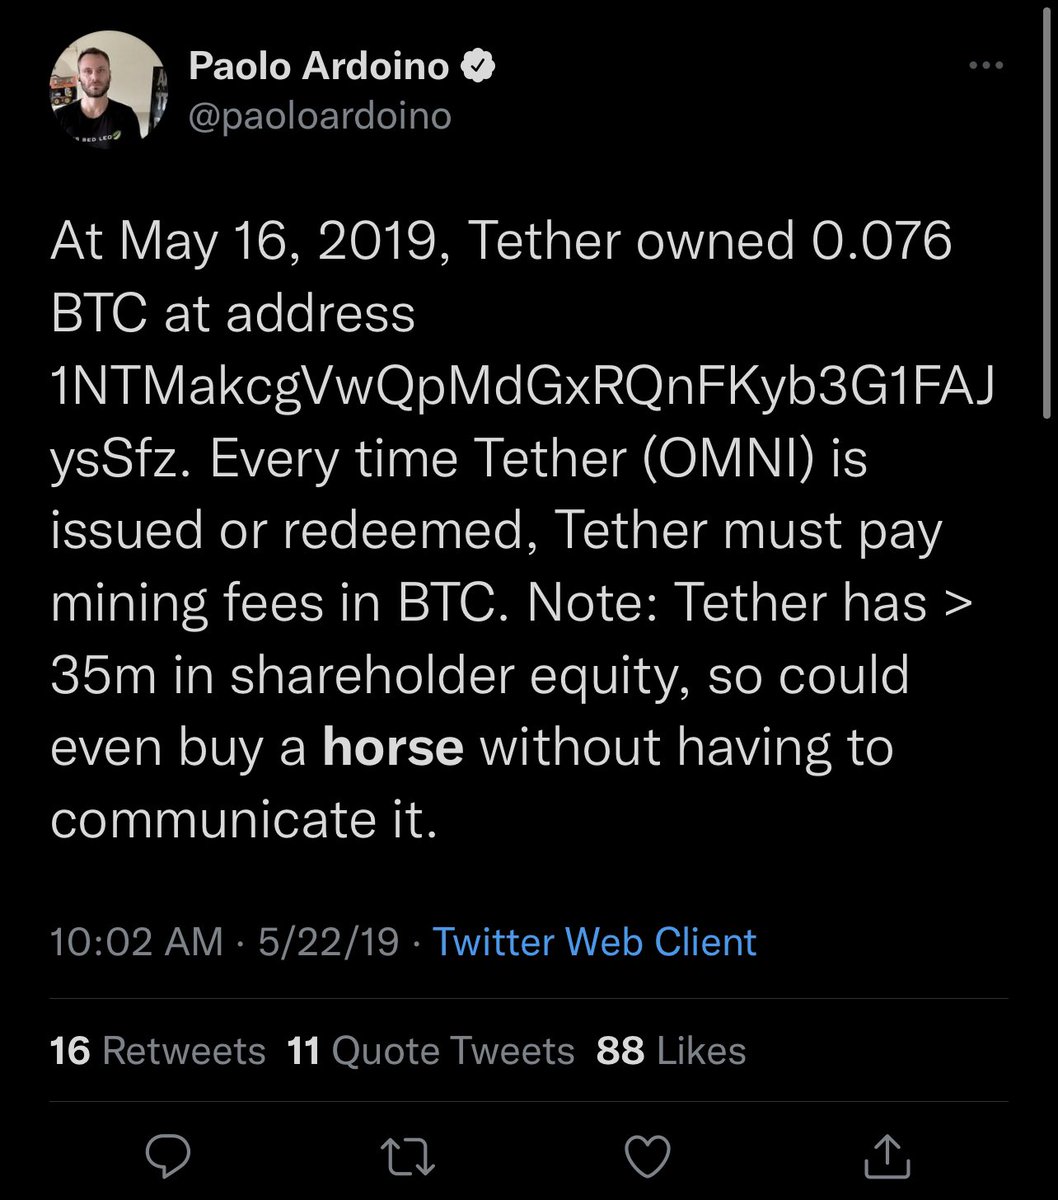 Paolo Ardoino
@paoloardoino
At May 16, 2019, Tether owned 0.076
BTC at address
1NTMakcgVwQpMdGxRQnFKyb3G1FAJ
ysSfz. Every time Tether (OMNI) is
issued or redeemed, Tether must pay
mining fees in BTC. Note: Tether has >
35m in shareholder equity, so could
even buy a horse without having to
communicate it.
10:02 AM · 5/22/19 · Twitter Web Client
16 Retweets 11 Quote Tweets 88 Likes